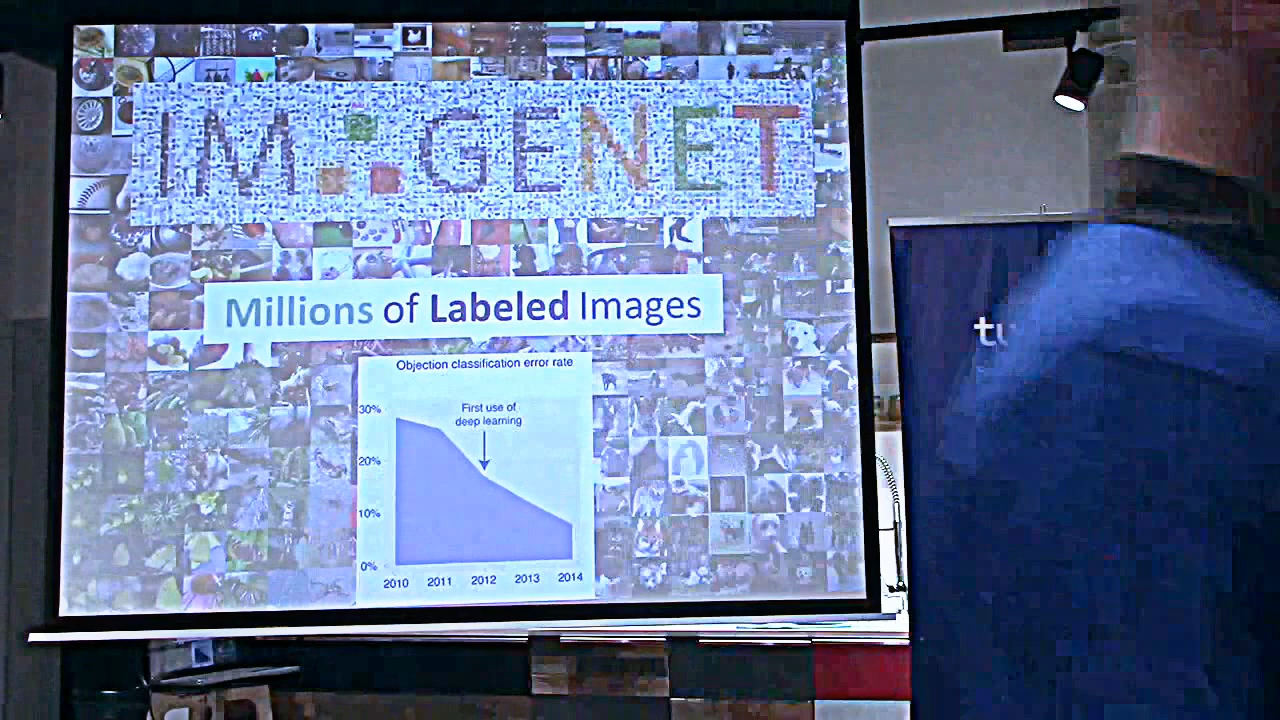 IMAGENET
Millions of Labeled Images
Objection classification error rate
30%
First use of
deep learning
20%
10%
0%
2010 2011 2012 2013 2014